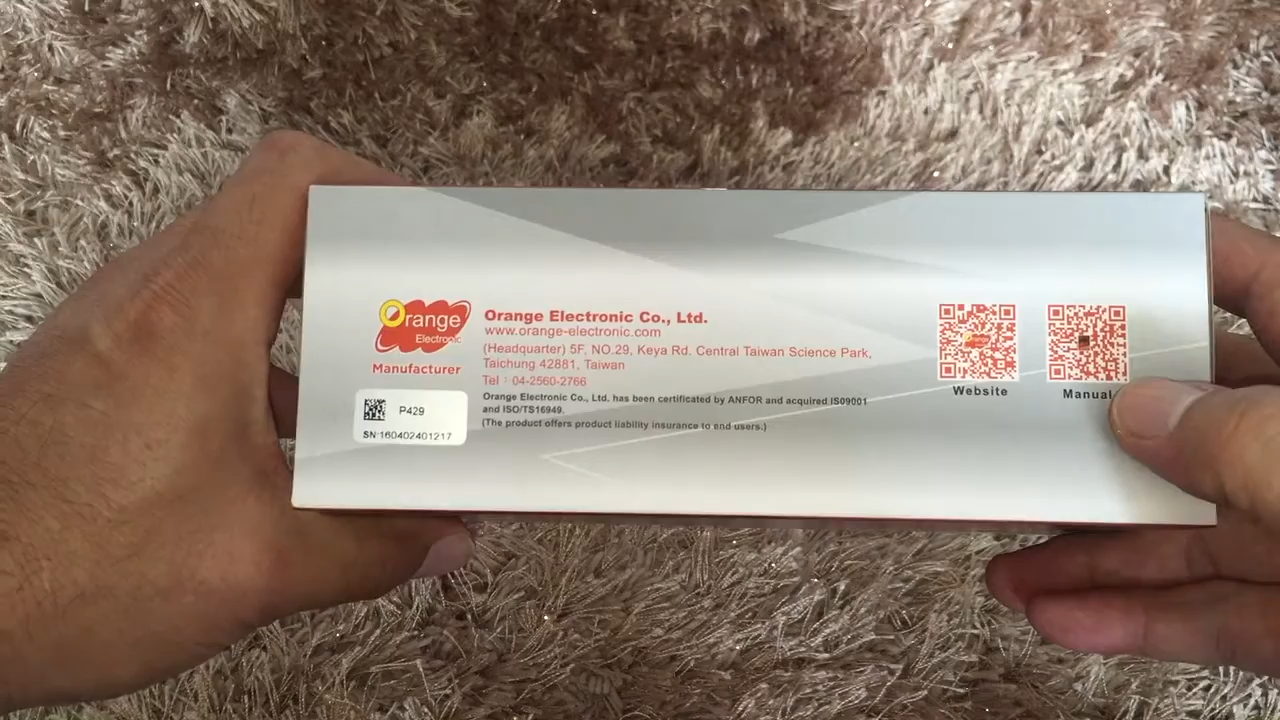 Orange
Electronic
Manufacturer
P429
SN:160402401217
Orange Electronic Co., Ltd.
www.orange-electronic.com
(Headquarter) 5F, NO.29, Keya Rd. Central Taiwan Science Park,
Taichung 42881, Taiwan
Tel : 04-2560-2766
Orange Electronic Co., Ltd. has been certificated by ANFOR and acquired IS09001
and ISO/TS16949.
(The product offers product liability insurance to end users.)
Website
Manual